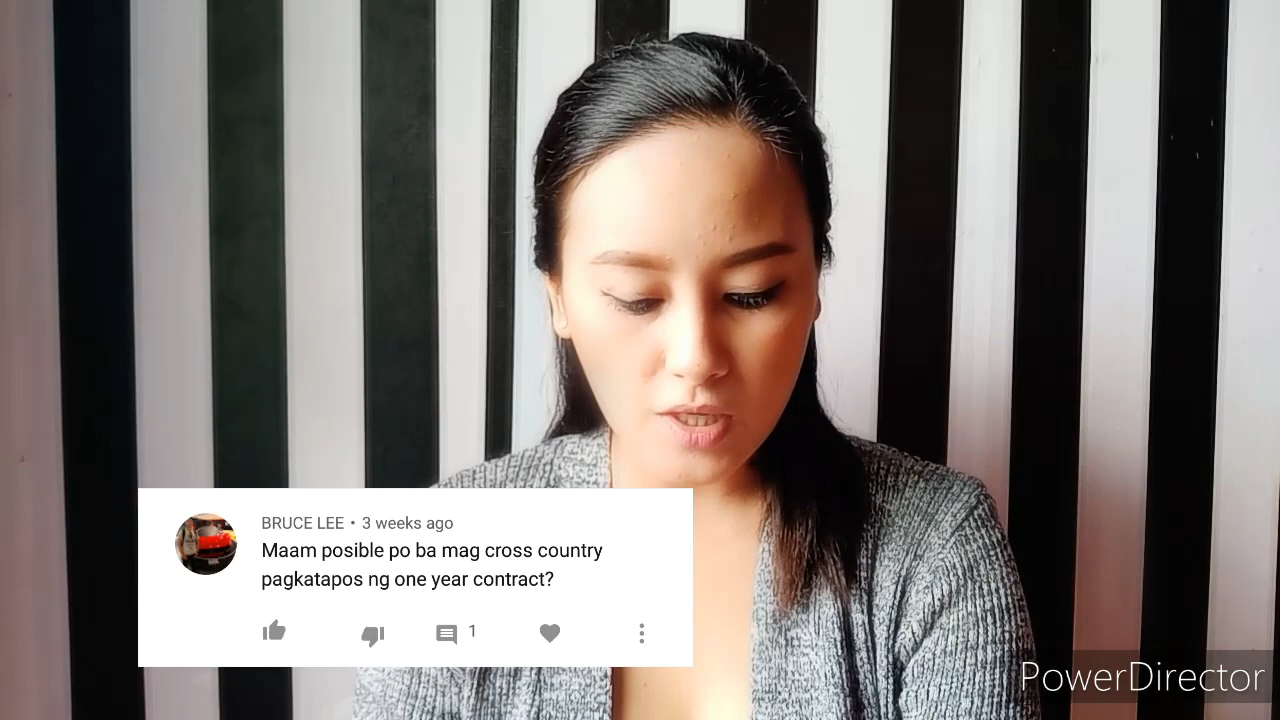 BRUCE LEE • 3 weeks ago
Maam posible po ba mag cross country
pagkatapos ng one year contract?
1
PowerDirector